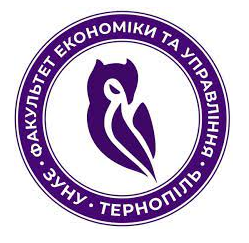 ФАКУЛЬТЕТ ЕКОНОМІКИ ТА УПРАВЛІННЯ
· ЗУНУ · ТЕРНОПІЛЬ ·